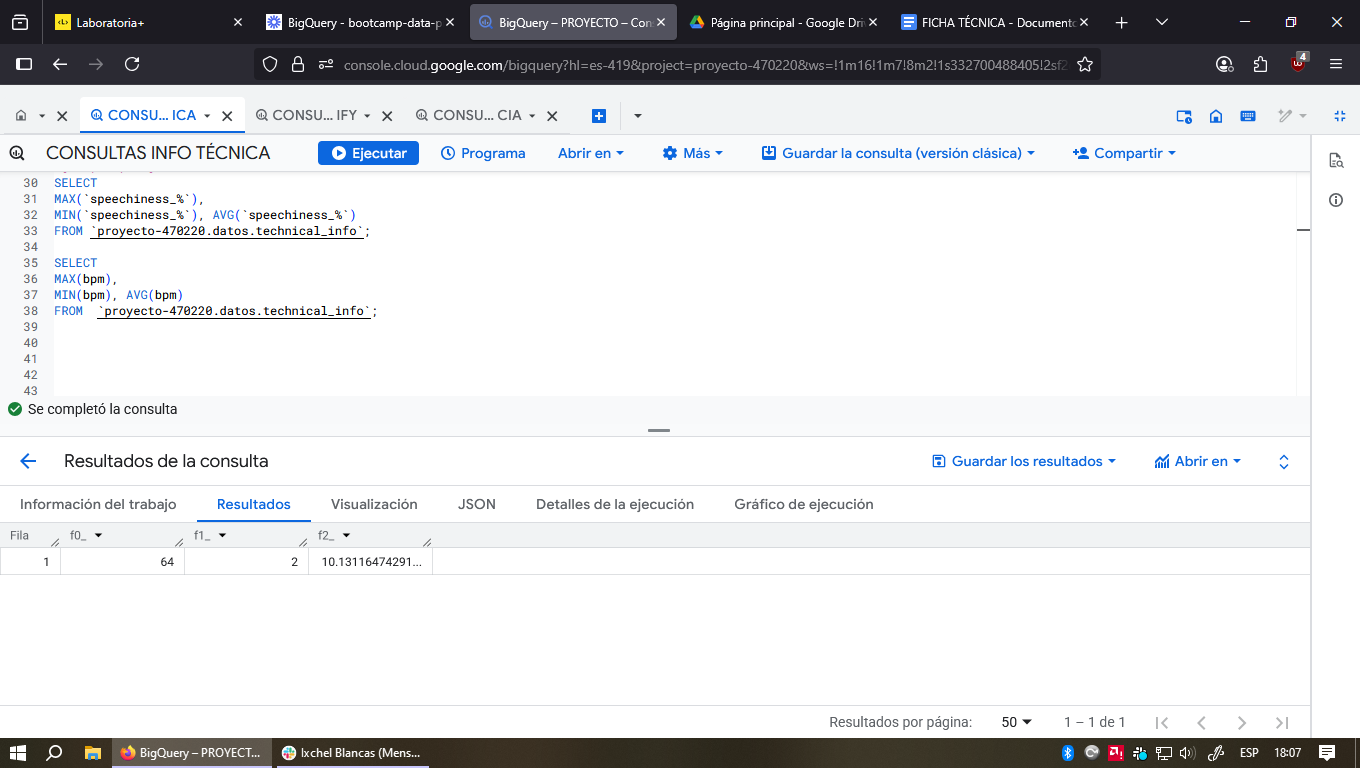 Laboratoria+
BigQuery - bootcamp-data-p
BigQuery – PROYECTO – Con
Página principal - Google Driv
FICHA TÉCNICA - Documento
console.cloud.google.com/bigquery?hl=es-419&project=proyecto-470220&ws=!1m16!1m7!8m2!1s332700488405!2sf2
4
CONSU... ICA
CONSU... IFY
CONSU... CIA
CONSULTAS INFO TÉCNICA
Ejecutar
Programa
Abrir en
Más
Guardar la consulta (versión clásica)
Compartir
30 SELECT
31 MAX(`speechiness_%`),
32 MIN(`speechiness_%`), AVG(`speechiness_%`)
33 FROM `proyecto-470220.datos.technical_info`;
34
35 SELECT
36 MAX(bpm),
37 MIN(bpm), AVG(bpm)
38 FROM  `proyecto-470220.datos.technical_info`;
39
40
41
42
43
Se completó la consulta
Resultados de la consulta
Guardar los resultados
Abrir en
Información del trabajo
Resultados
Visualización
JSON
Detalles de la ejecución
Gráfico de ejecución
Fila f0_ f1_ f2_
1 64 2 10.13116474291...
Resultados por página: 50 1 – 1 de 1
BigQuery – PROYECT...
Ixchel Blancas (Mens...
ESP
18:07